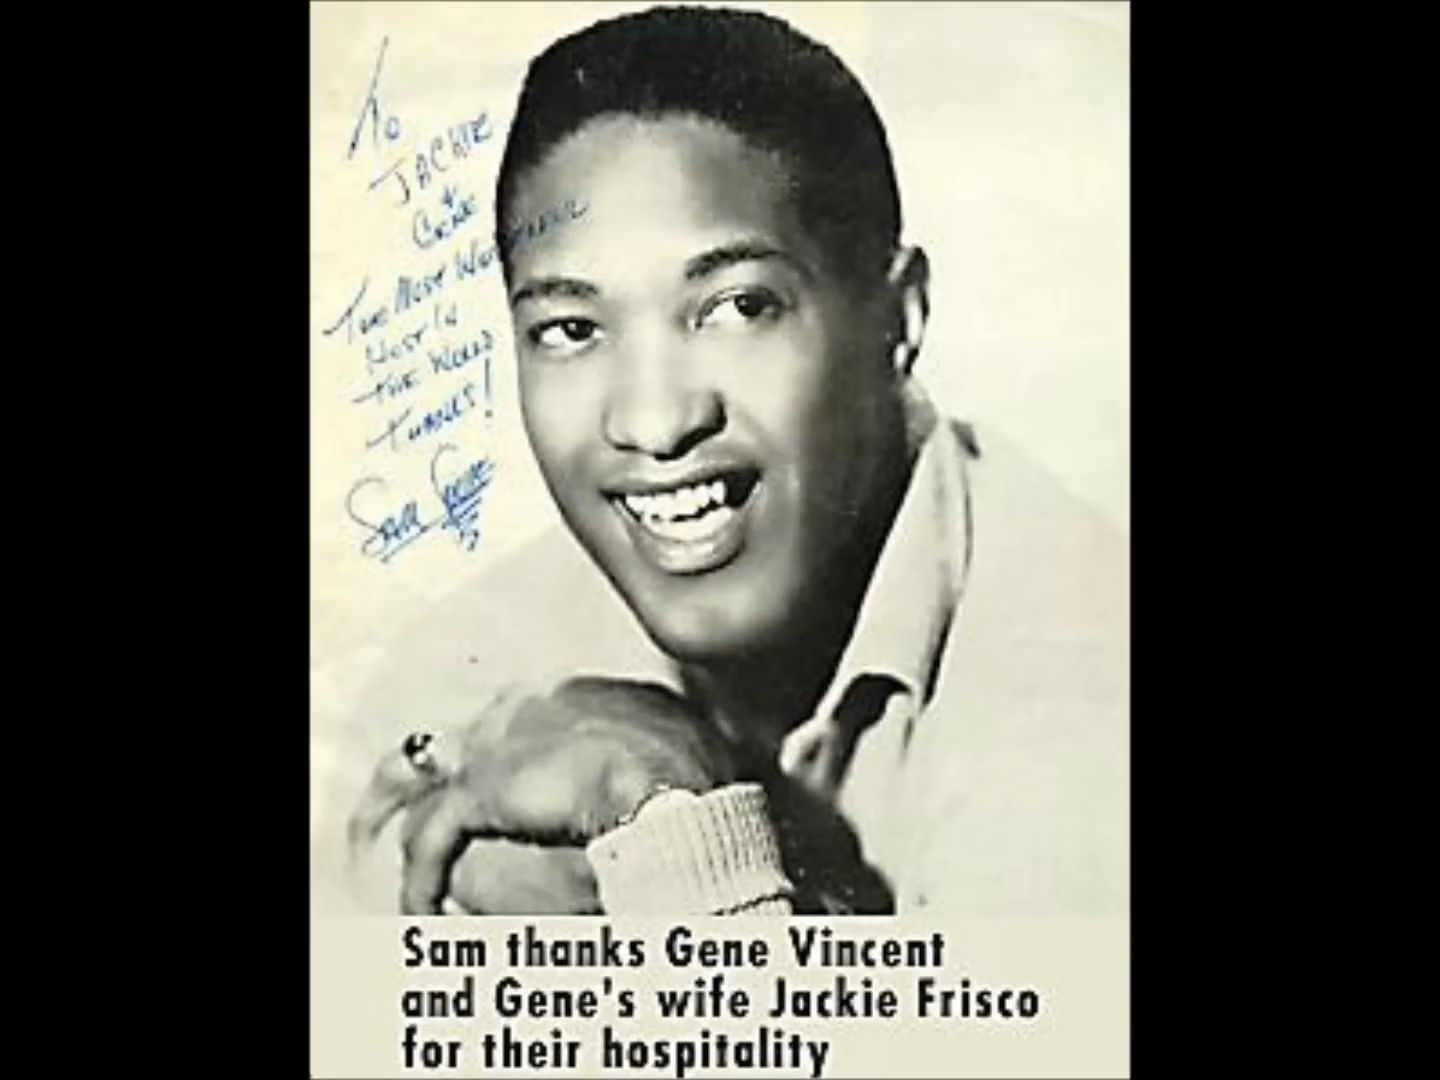 To
JACKIE
&
GENE
THE MOST WONDERFUL
HOST IN
THE WORLD
THANKS!
Sam Cooke
Sam thanks Gene Vincent
and Gene's wife Jackie Frisco
for their hospitality